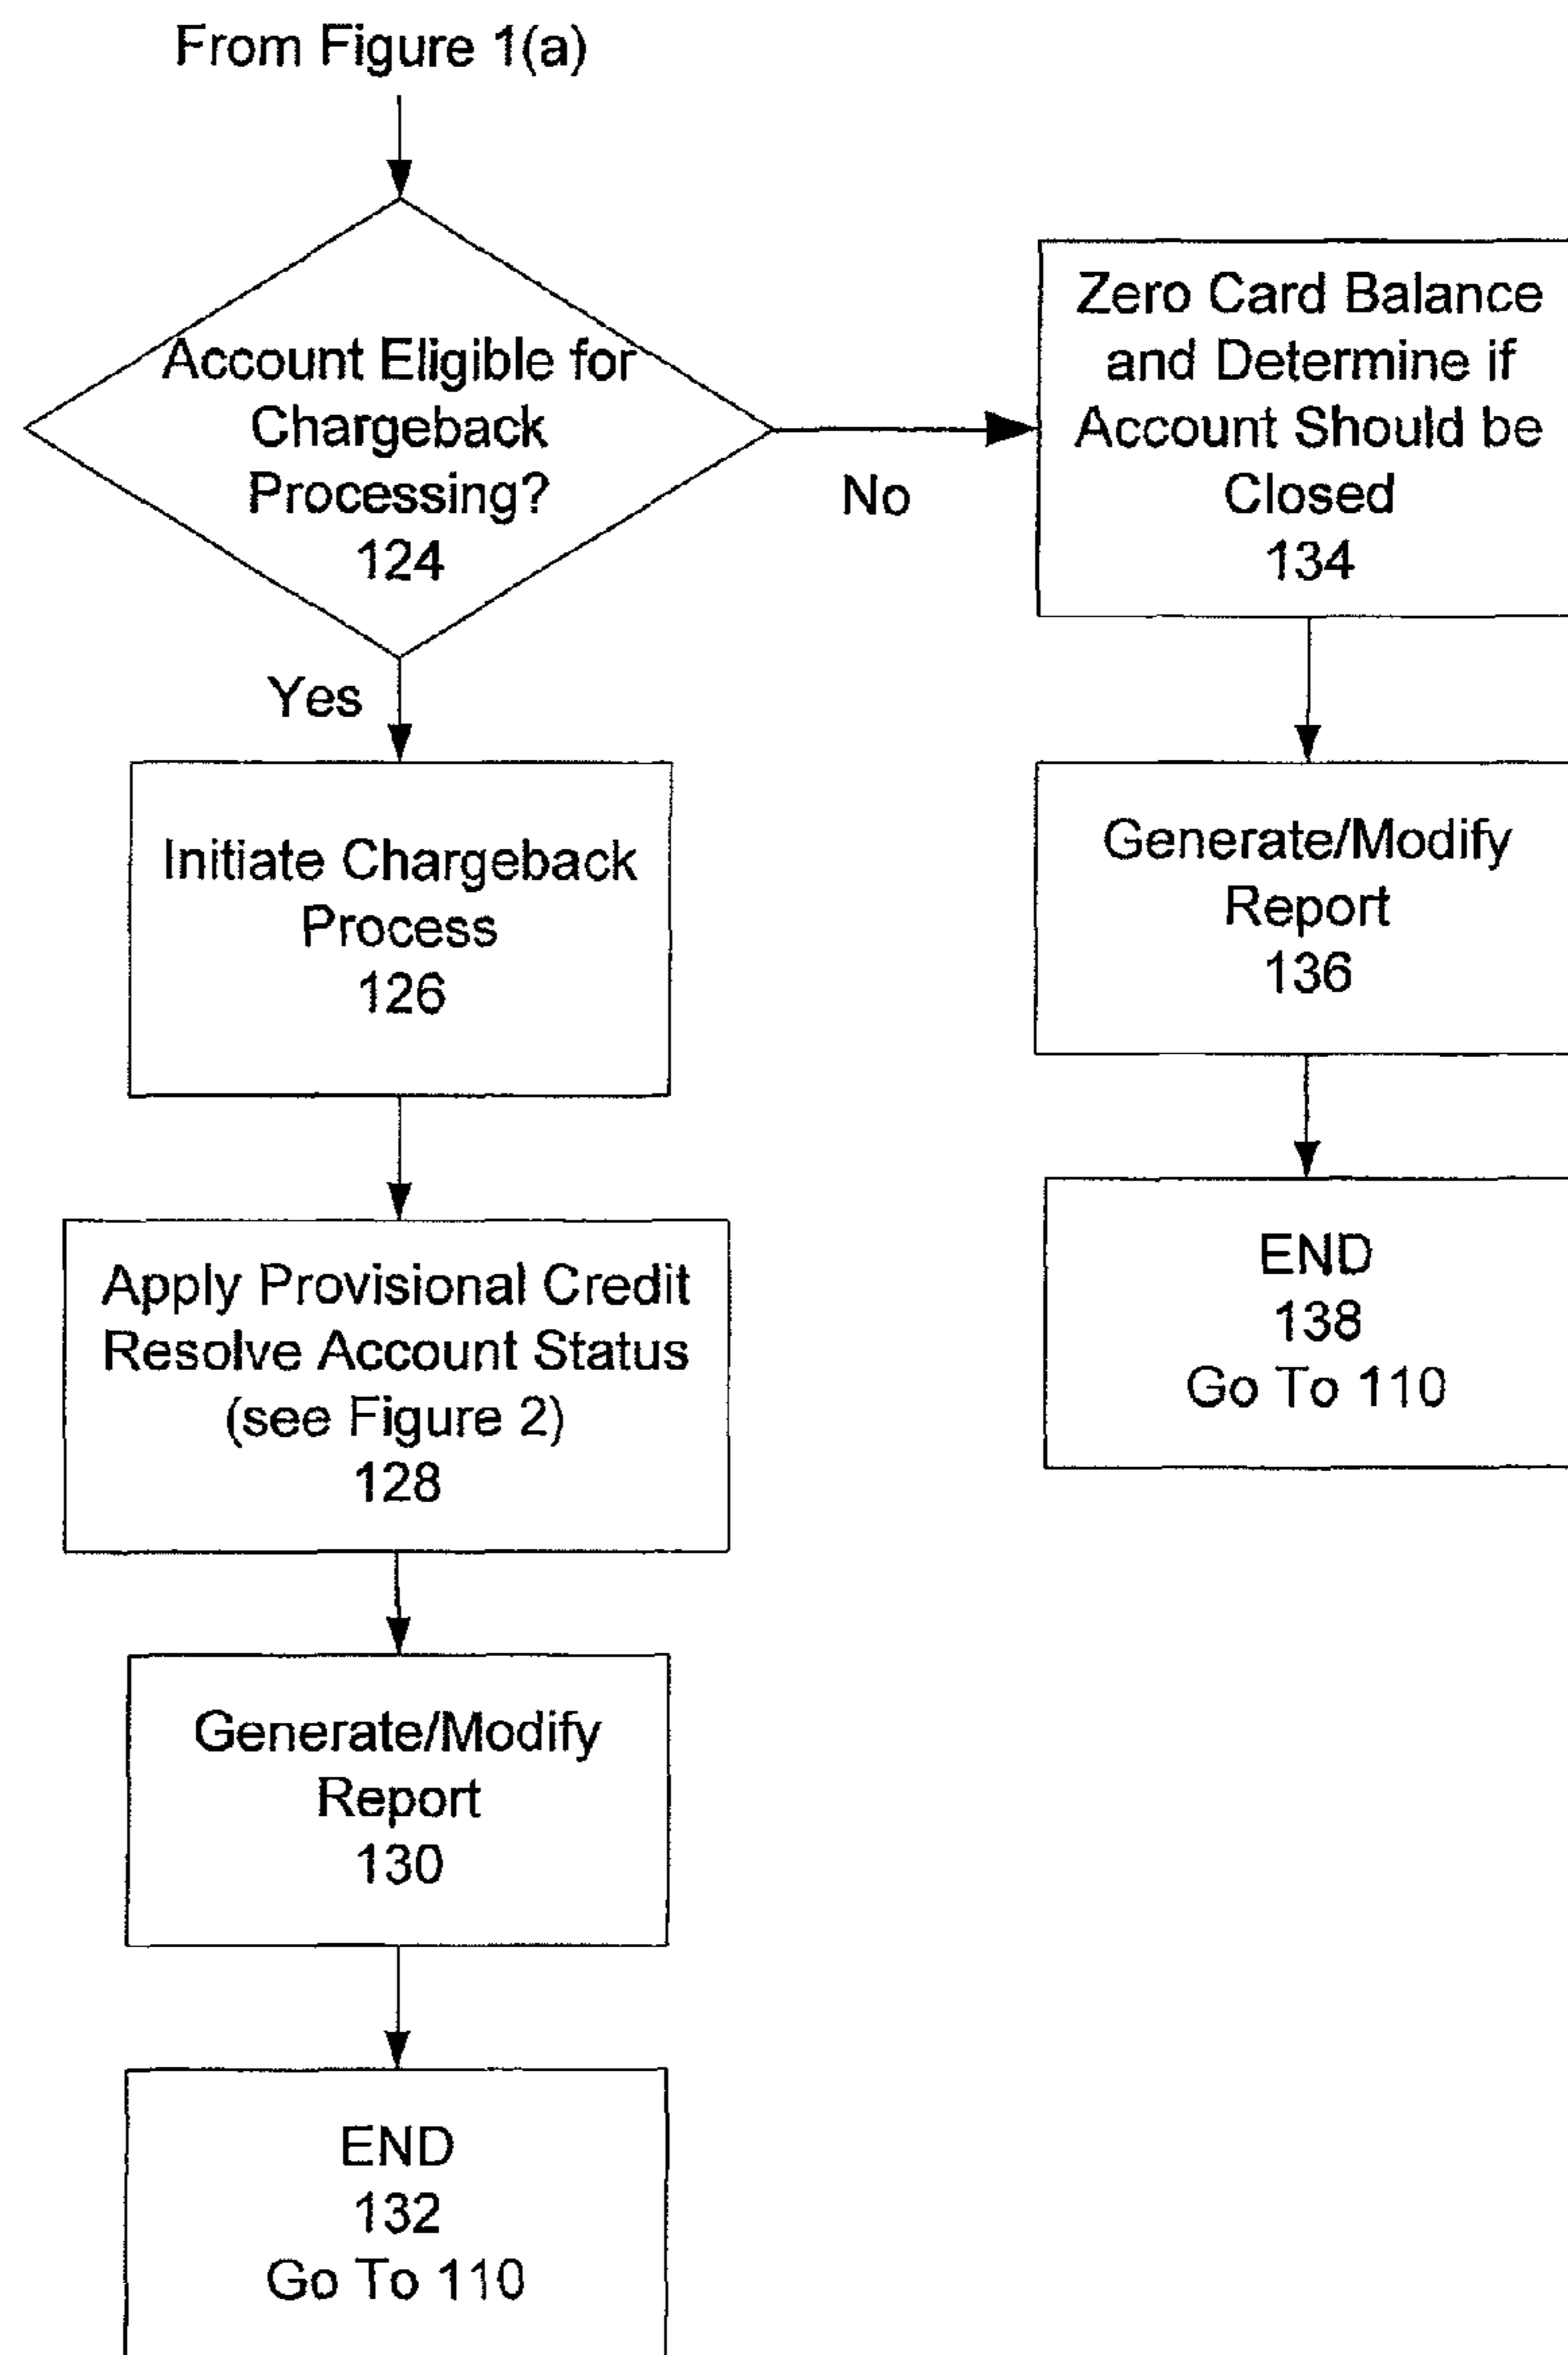 From Figure 1(a)
Account Eligible for
Chargeback
Processing?
124
No
Yes
Zero Card Balance
and Determine if
Account Should be
Closed
134
Initiate Chargeback
Process
126
Generate/Modify
Report
136
Apply Provisional Credit
Resolve Account Status
(see Figure 2)
128
END
138
Go To 110
Generate/Modify
Report
130
END
132
Go To 110